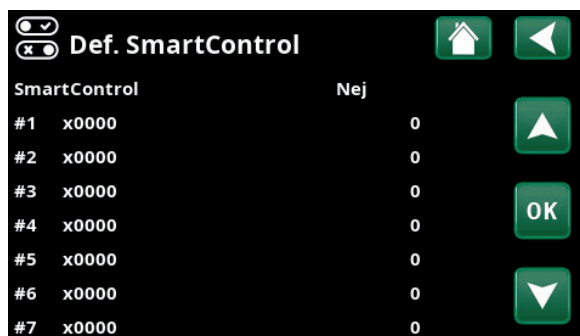 Def. SmartControl
SmartControl Nej
#1 x0000 0
#2 x0000 0
#3 x0000 0
OK
#4 x0000 0
#5 x0000 0
#6 x0000 0
#7 x0000 0